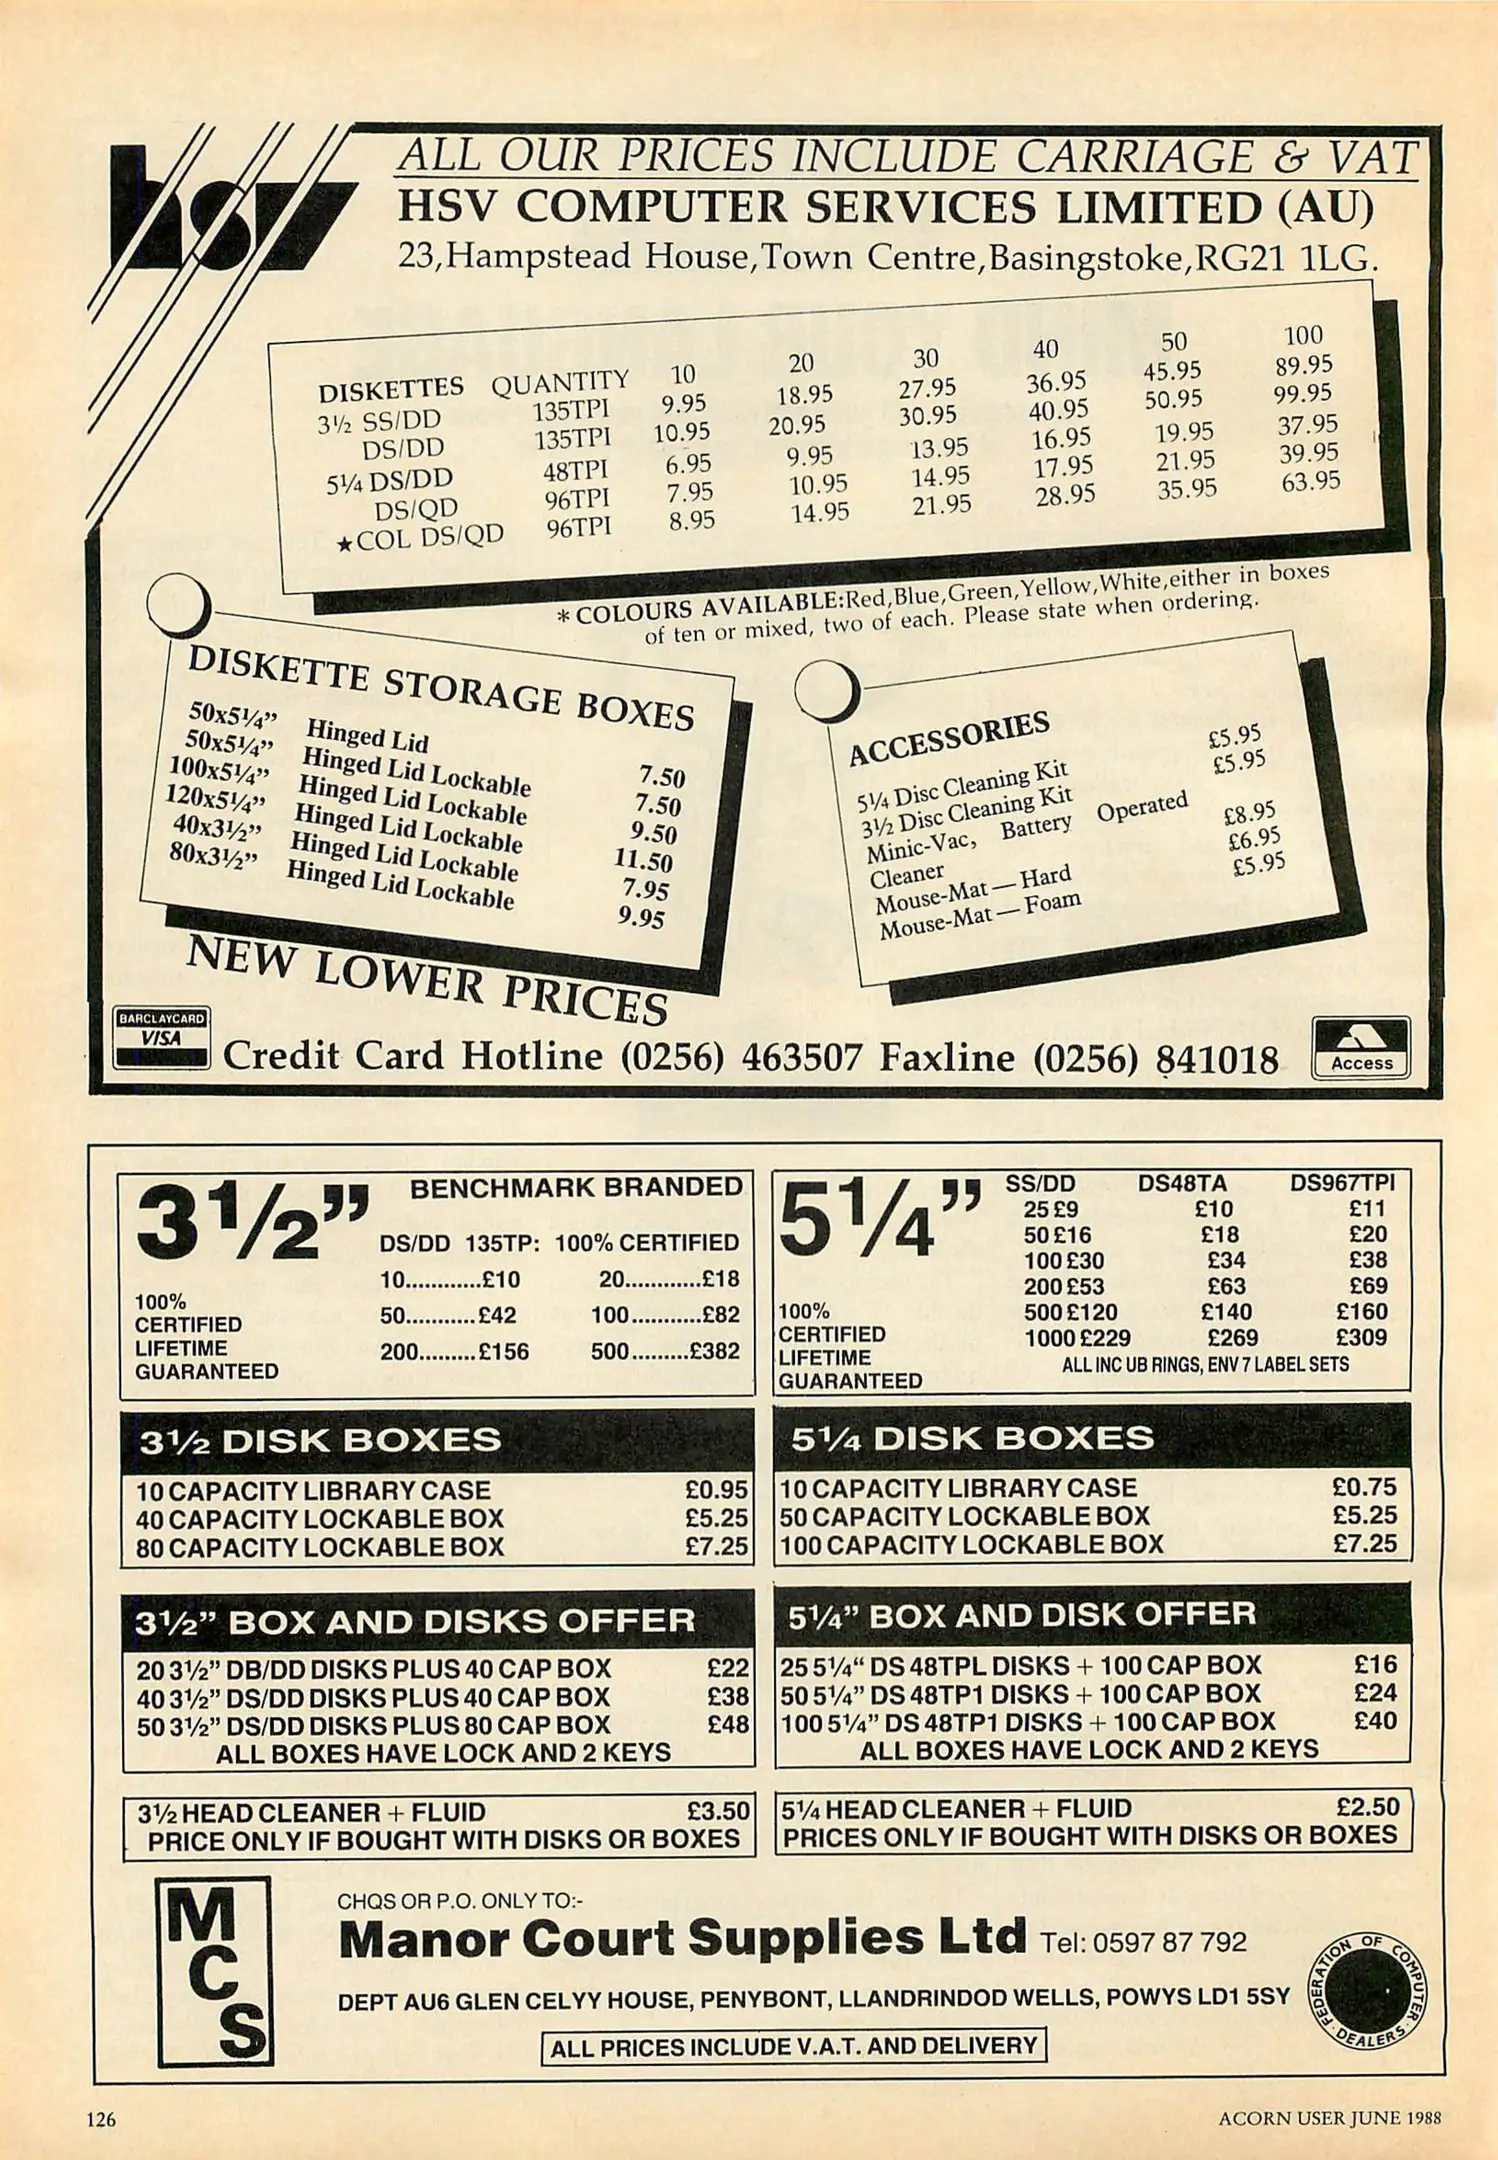 hsv
ALL OUR PRICES INCLUDE CARRIAGE & VAT
HSV COMPUTER SERVICES LIMITED (AU)
23,Hampstead House,Town Centre,Basingstoke,RG21 1LG.
DISKETTES QUANTITY 10 20 30 40 50 100
3½ SS/DD 135TPI 9.95 18.95 27.95 36.95 45.95 89.95
DS/DD 135TPI 10.95 20.95 30.95 40.95 50.95 99.95
5¼ DS/DD 48TPI 6.95 9.95 13.95 16.95 19.95 37.95
DS/QD 96TPI 7.95 10.95 14.95 17.95 21.95 39.95
★COL DS/QD 96TPI 8.95 14.95 21.95 28.95 35.95 63.95
* COLOURS AVAILABLE:Red,Blue,Green,Yellow,White,either in boxes
of ten or mixed, two of each. Please state when ordering.
DISKETTE STORAGE BOXES
50x5¼” Hinged Lid 7.50
50x5¼” Hinged Lid Lockable 7.50
100x5¼” Hinged Lid Lockable 9.50
120x5¼” Hinged Lid Lockable 11.50
40x3½” Hinged Lid Lockable 7.95
80x3½” Hinged Lid Lockable 9.95
NEW LOWER PRICES
ACCESSORIES
5¼ Disc Cleaning Kit £5.95
3½ Disc Cleaning Kit £5.95
Minic-Vac, Battery Operated
Cleaner £8.95
Mouse-Mat — Hard £6.95
Mouse-Mat — Foam £5.95
BARCLAYCARD
VISA
Credit Card Hotline (0256) 463507 Faxline (0256) 841018
Access
3½”
BENCHMARK BRANDED
DS/DD 135TP: 100% CERTIFIED
10............£10 20............£18
50...........£42 100...........£82
200.........£156 500.........£382
100%
CERTIFIED
LIFETIME
GUARANTEED
5¼”
SS/DD DS48TA DS967TPI
25 £9 £10 £11
50 £16 £18 £20
100 £30 £34 £38
200 £53 £63 £69
500 £120 £140 £160
1000 £229 £269 £309
ALL INC UB RINGS, ENV 7 LABEL SETS
100%
CERTIFIED
LIFETIME
GUARANTEED
3½ DISK BOXES
10 CAPACITY LIBRARY CASE £0.95
40 CAPACITY LOCKABLE BOX £5.25
80 CAPACITY LOCKABLE BOX £7.25
5¼ DISK BOXES
10 CAPACITY LIBRARY CASE £0.75
50 CAPACITY LOCKABLE BOX £5.25
100 CAPACITY LOCKABLE BOX £7.25
3½” BOX AND DISKS OFFER
20 3½” DB/DD DISKS PLUS 40 CAP BOX £22
40 3½” DS/DD DISKS PLUS 40 CAP BOX £38
50 3½” DS/DD DISKS PLUS 80 CAP BOX £48
ALL BOXES HAVE LOCK AND 2 KEYS
5¼” BOX AND DISK OFFER
25 5¼“ DS 48TPL DISKS + 100 CAP BOX £16
50 5¼” DS 48TP1 DISKS + 100 CAP BOX £24
100 5¼” DS 48TP1 DISKS + 100 CAP BOX £40
ALL BOXES HAVE LOCK AND 2 KEYS
3½ HEAD CLEANER + FLUID £3.50
PRICE ONLY IF BOUGHT WITH DISKS OR BOXES
5¼ HEAD CLEANER + FLUID £2.50
PRICES ONLY IF BOUGHT WITH DISKS OR BOXES
MCS
CHQS OR P.O. ONLY TO:-
Manor Court Supplies Ltd Tel: 0597 87 792
DEPT AU6 GLEN CELYY HOUSE, PENYBONT, LLANDRINDOD WELLS, POWYS LD1 5SY
ALL PRICES INCLUDE V.A.T. AND DELIVERY
FEDERATION OF COMPUTER DEALERS
126
ACORN USER JUNE 1988